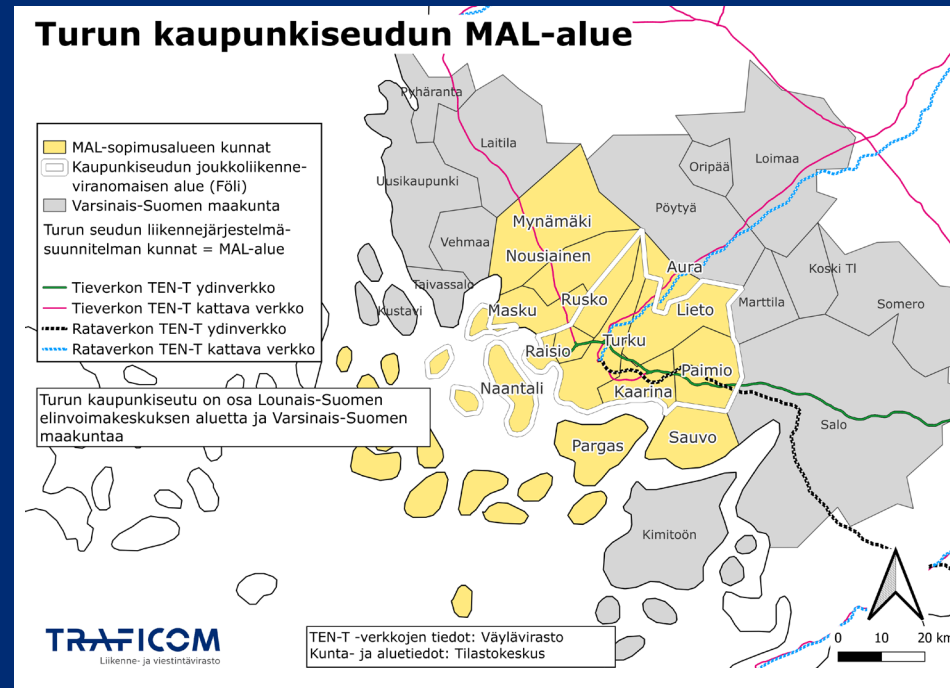 Turun kaupunkiseudun MAL-alue
MAL-sopimusalueen kunnat
Kaupunkiseudun joukkoliikenne-
viranomaisen alue (Föli)
Varsinais-Suomen maakunta
Turun seudun liikennejärjestelmä-
suunnitelman kunnat = MAL-alue
Tieverkon TEN-T ydinverkko
Tieverkon TEN-T kattava verkko
Rataverkon TEN-T ydinverkko
Rataverkon TEN-T kattava verkko
Turun kaupunkiseutu on osa Lounais-Suomen
elinvoimakeskuksen aluetta ja Varsinais-Suomen
maakuntaa
Pyhäranta
Laitila
Uusikaupunki
Vehmaa
Taivassalo
Kustavi
Mynämäki
Nousiainen
Masku
Rusko
Raisio
Naantali
Turku
Kaarina
Paimio
Lieto
Aura
Pöytyä
Oripää
Loimaa
Koski Tl
Marttila
Somero
Salo
Sauvo
Pargas
Kimitoön
TRAFICOM
Liikenne- ja viestintävirasto
TEN-T -verkkojen tiedot: Väylävirasto
Kunta- ja aluetiedot: Tilastokeskus
0 10 20 km